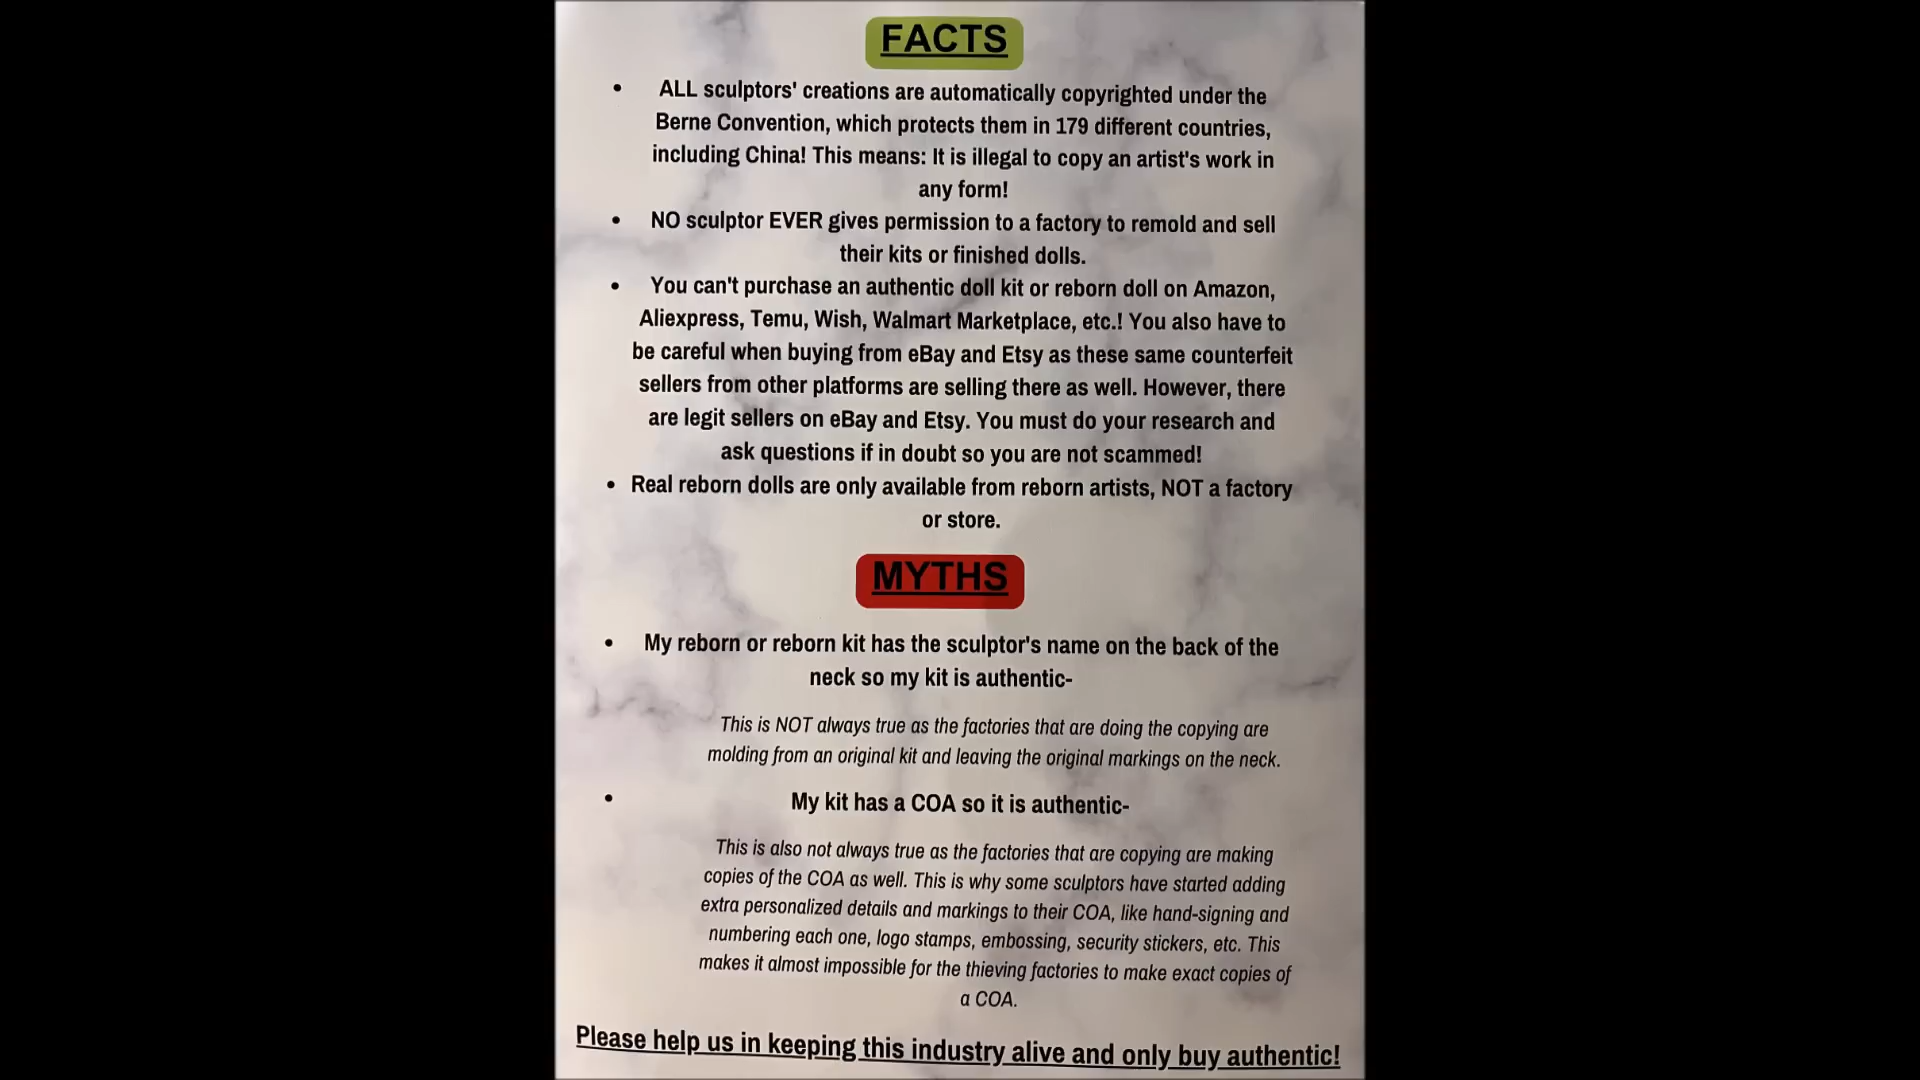 FACTS
• ALL sculptors' creations are automatically copyrighted under the
Berne Convention, which protects them in 179 different countries,
including China! This means: It is illegal to copy an artist's work in
any form!
• NO sculptor EVER gives permission to a factory to remold and sell
their kits or finished dolls.
• You can't purchase an authentic doll kit or reborn doll on Amazon,
Aliexpress, Temu, Wish, Walmart Marketplace, etc.! You also have to
be careful when buying from eBay and Etsy as these same counterfeit
sellers from other platforms are selling there as well. However, there
are legit sellers on eBay and Etsy. You must do your research and
ask questions if in doubt so you are not scammed!
• Real reborn dolls are only available from reborn artists, NOT a factory
or store.
MYTHS
• My reborn or reborn kit has the sculptor's name on the back of the
neck so my kit is authentic-
This is NOT always true as the factories that are doing the copying are
molding from an original kit and leaving the original markings on the neck.
• My kit has a COA so it is authentic-
This is also not always true as the factories that are copying are making
copies of the COA as well. This is why some sculptors have started adding
extra personalized details and markings to their COA, like hand-signing and
numbering each one, logo stamps, embossing, security stickers, etc. This
makes it almost impossible for the thieving factories to make exact copies of
a COA.
Please help us in keeping this industry alive and only buy authentic!